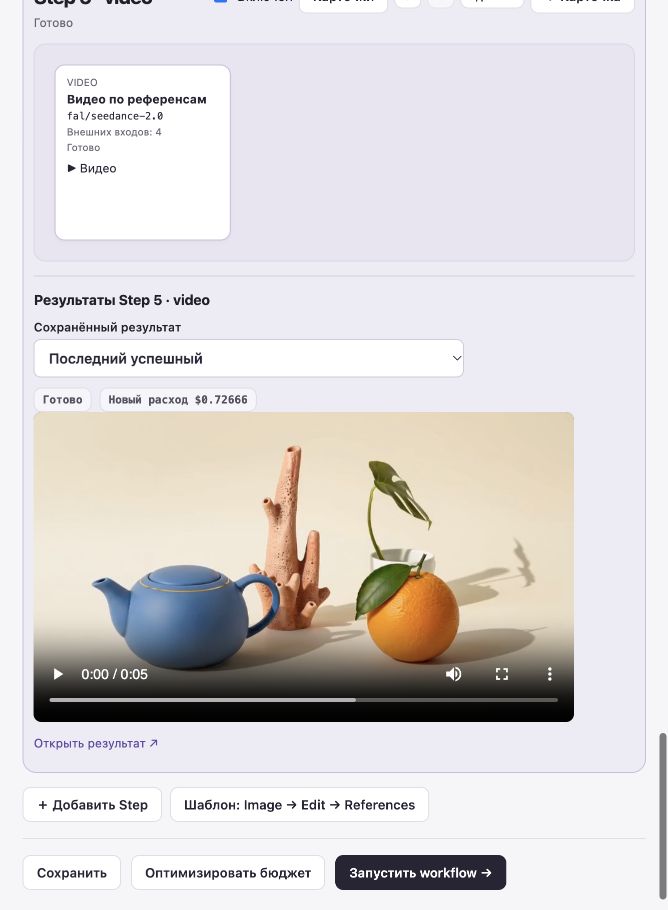 Готово
VIDEO
Видео по референсам
fal/seedance-2.0
Внешних входов: 4
Готово
▶ Видео
Результаты Step 5 · video
Сохранённый результат
Последний успешный
Готово
Новый расход $0.72666
0:00 / 0:05
Открыть результат ↗
+ Добавить Step
Шаблон: Image → Edit → References
Сохранить
Оптимизировать бюджет
Запустить workflow →